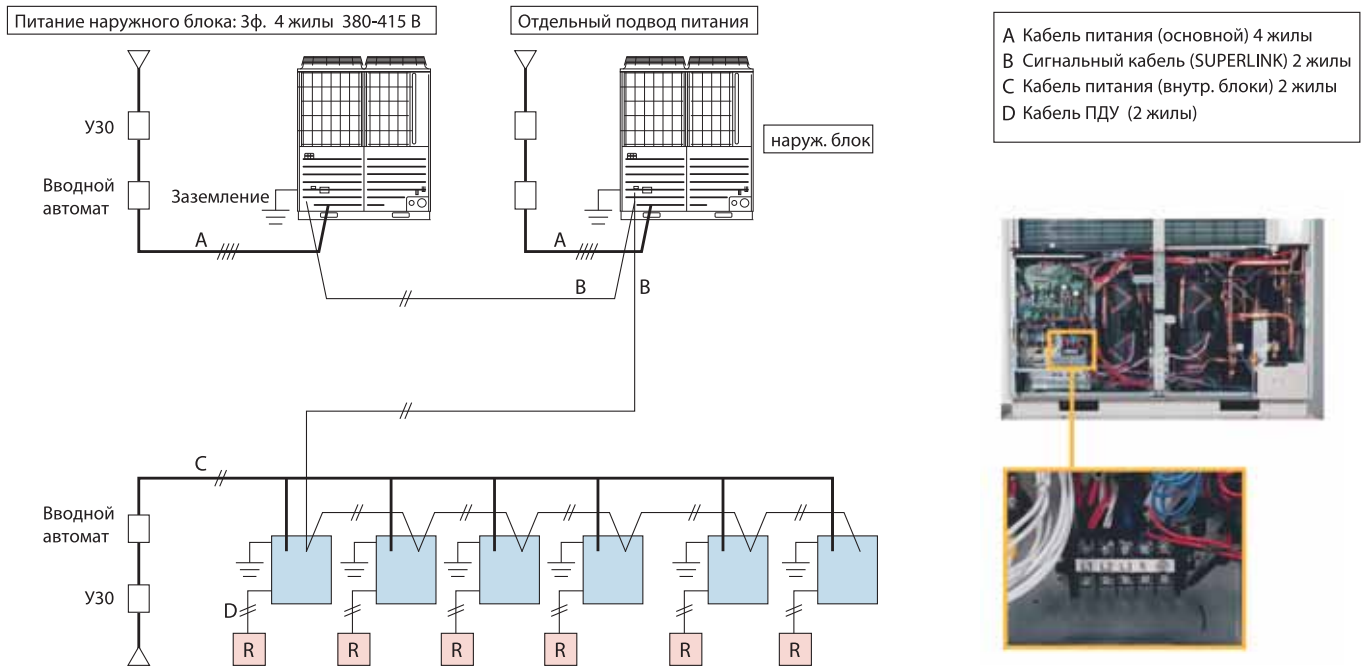 Питание наружного блока: 3ф. 4 жилы 380-415 В
Отдельный подвод питания
A Кабель питания (основной) 4 жилы
B Сигнальный кабель (SUPERLINK) 2 жилы
C Кабель питания (внутр. блоки) 2 жилы
D Кабель ПДУ (2 жилы)
УЗО
наруж. блок
Вводной
автомат
Заземление
A
A
B
B
C
Вводной
автомат
УЗО
D
R
R
R
R
R
R